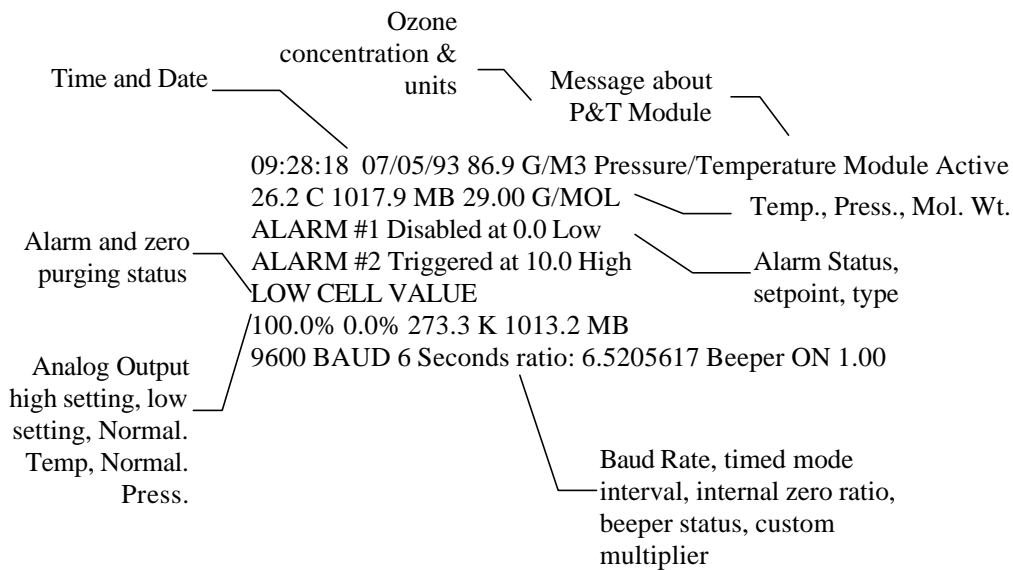 Ozone
concentration &
units
Time and Date
Message about
P&T Module
09:28:18 07/05/93 86.9 G/M3 Pressure/Temperature Module Active
26.2 C 1017.9 MB 29.00 G/MOL
Temp., Press., Mol. Wt.
ALARM #1 Disabled at 0.0 Low
ALARM #2 Triggered at 10.0 High
Alarm and zero
purging status
Alarm Status,
setpoint, type
LOW CELL VALUE
100.0% 0.0% 273.3 K 1013.2 MB
9600 BAUD 6 Seconds ratio: 6.5205617 Beeper ON 1.00
Analog Output
high setting, low
setting, Normal.
Temp, Normal.
Press.
Baud Rate, timed mode
interval, internal zero ratio,
beeper status, custom
multiplier